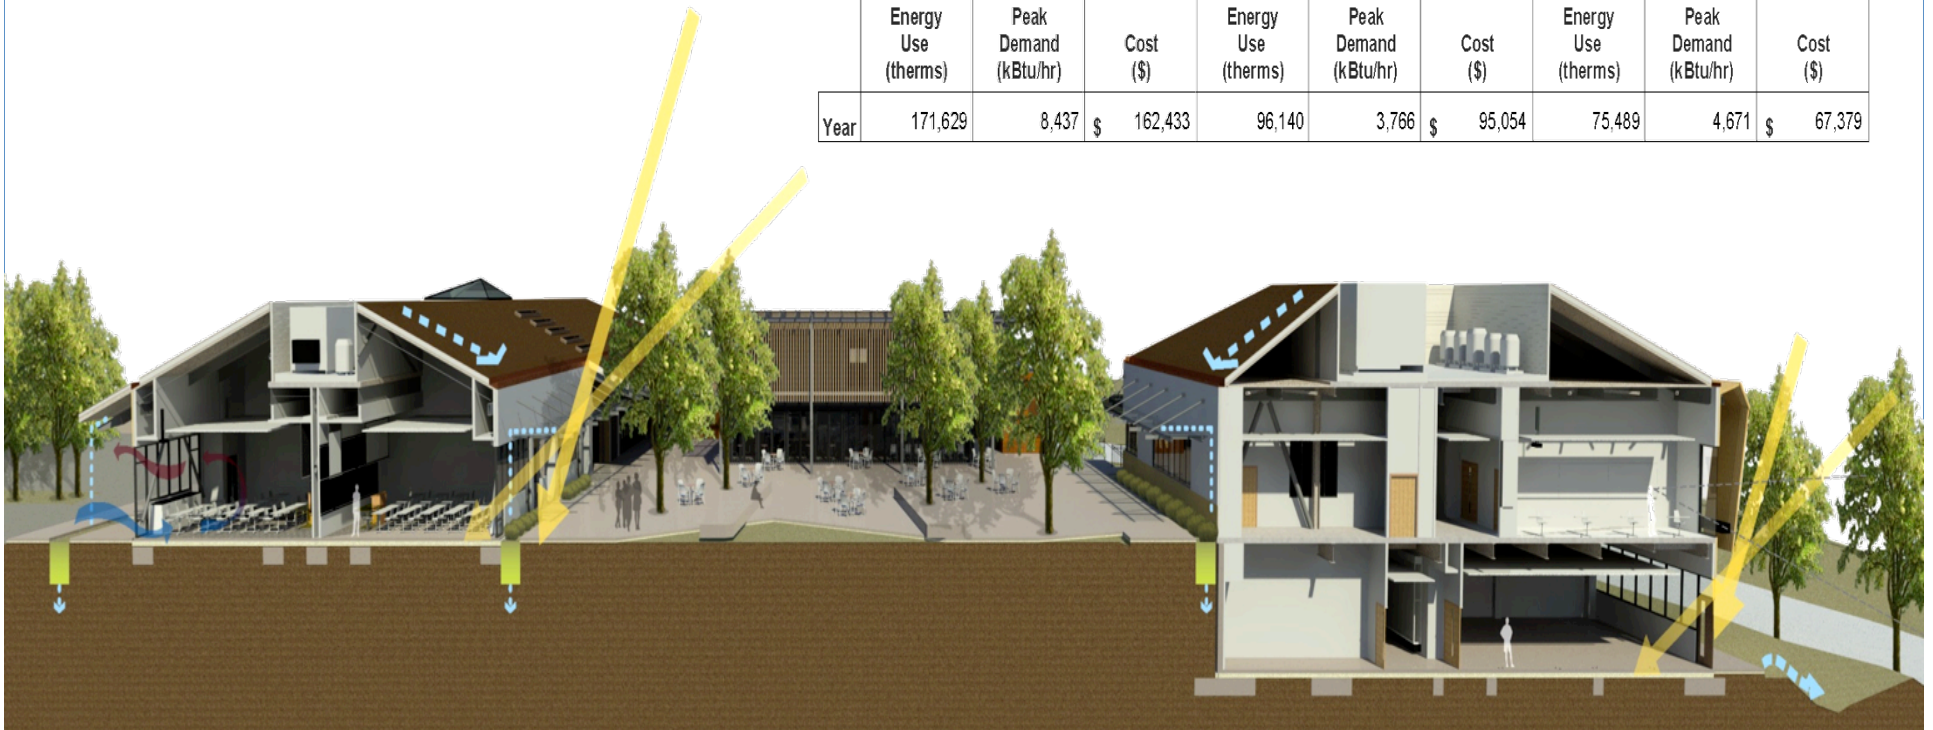 Energy Use (therms) Peak Demand (kBtu/hr) Cost ($) Energy Use (therms) Peak Demand (kBtu/hr) Cost ($) Energy Use (therms) Peak Demand (kBtu/hr) Cost ($)
Year 171,629 8,437 $ 162,433 96,140 3,766 $ 95,054 75,489 4,671 $ 67,379